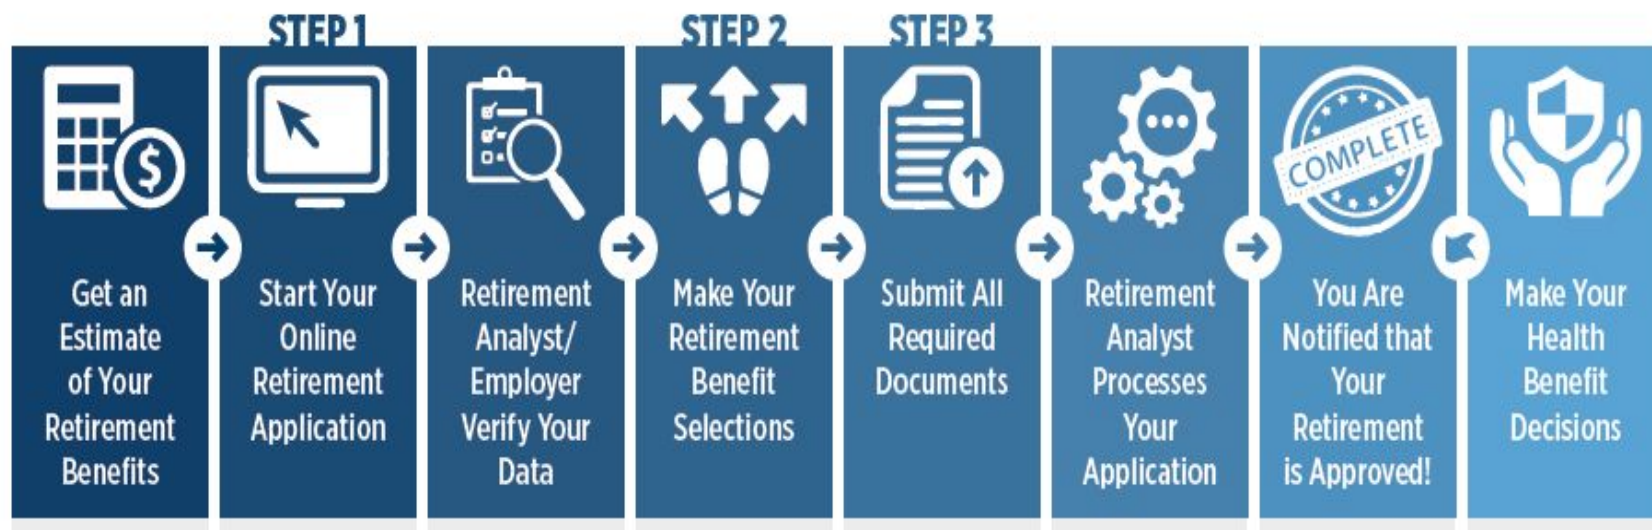 STEP 1
STEP 2
STEP 3
$
Get an
Estimate
of Your
Retirement
Benefits
Start Your
Online
Retirement
Application
Retirement
Analyst/
Employer
Verify Your
Data
Make Your
Retirement
Benefit
Selections
Submit All
Required
Documents
Retirement
Analyst
Processes
Your
Application
COMPLETE
You Are
Notified that
Your
Retirement
is Approved!
Make Your
Health
Benefit
Decisions